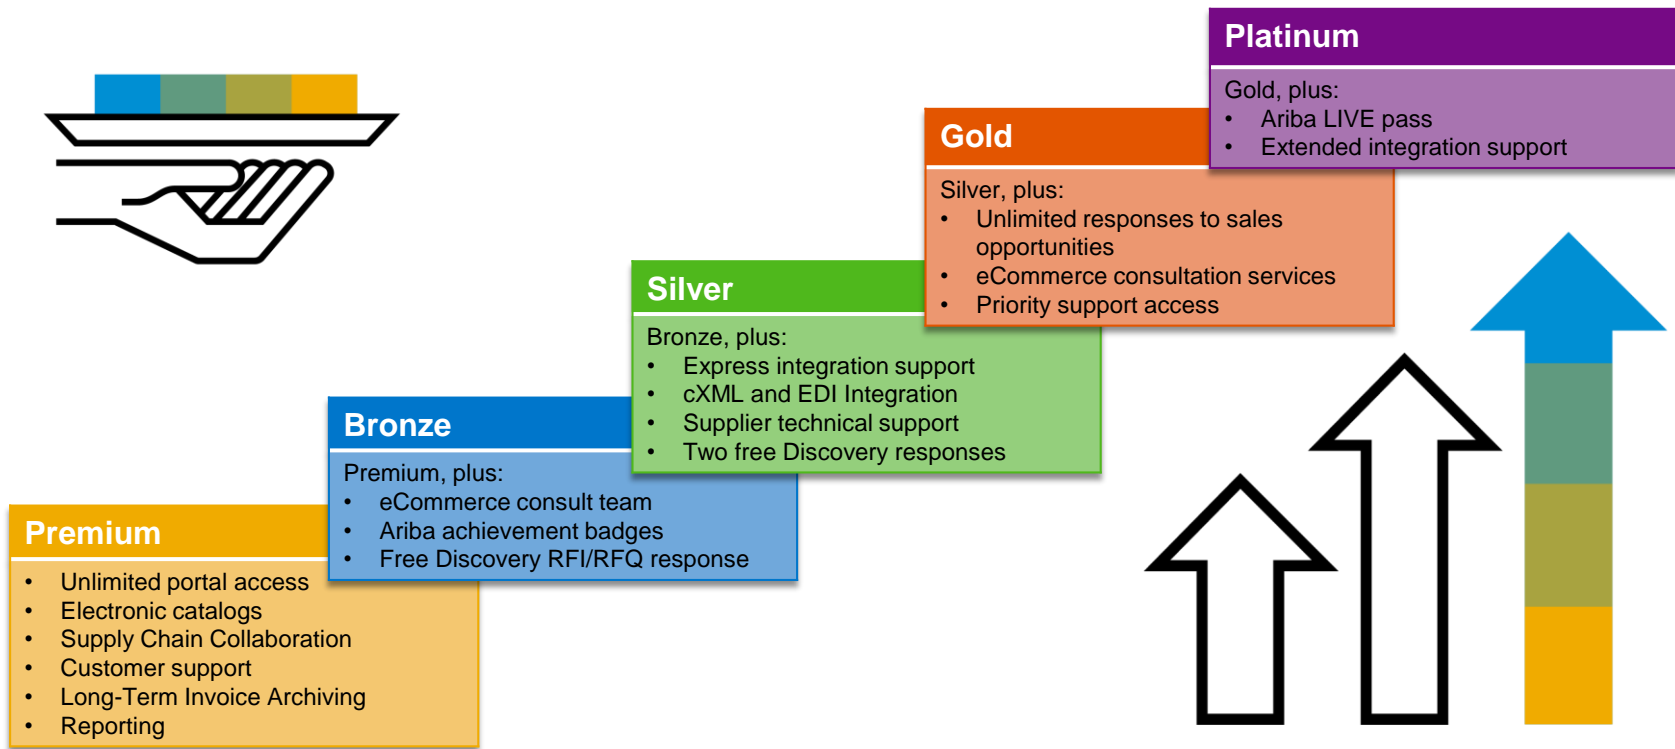 Platinum
Gold, plus:
• Ariba LIVE pass
• Extended integration support
Gold
Silver, plus:
• Unlimited responses to sales
opportunities
• eCommerce consultation services
• Priority support access
Silver
Bronze, plus:
• Express integration support
• cXML and EDI Integration
• Supplier technical support
• Two free Discovery responses
Bronze
Premium, plus:
• eCommerce consult team
• Ariba achievement badges
• Free Discovery RFI/RFQ response
Premium
• Unlimited portal access
• Electronic catalogs
• Supply Chain Collaboration
• Customer support
• Long-Term Invoice Archiving
• Reporting